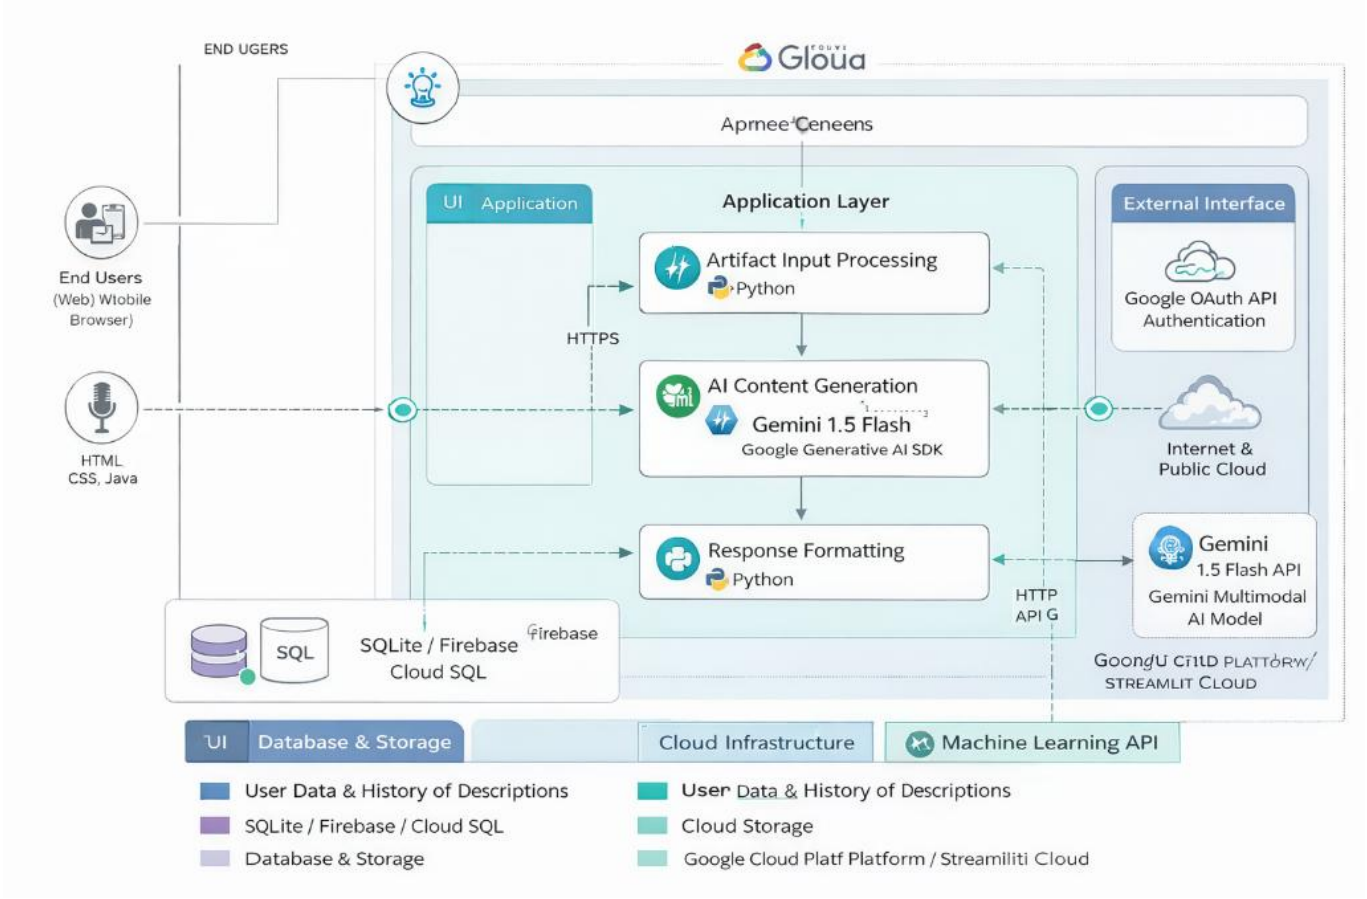 END UGERS
Gloua
Apmee Ceneens
UI Application
Application Layer
External Interface
Artifact Input Processing
Python
Google OAuth API
Authentication
End Users
(Web) Wtobile
Browser)
HTTPS
AI Content Generation
ml
Gemini 1.5 Flash
Google Generative AI SDK
Internet &
Public Cloud
HTML
CSS, Java
Response Formatting
Python
Gemini
1.5 Flash API
Gemini Multimodal
AI Model
HTTP
API G
SQL
SQLite / Firebase Firebase
Cloud SQL
GoongU CïtlD PLATTòrw/
STREAMLIT CLOUD
UI Database & Storage
Cloud Infrastructure
Machine Learning API
User Data & History of Descriptions
User Data & History of Descriptions
SQLite / Firebase / Cloud SQL
Cloud Storage
Database & Storage
Google Cloud Platf Platform / Streamiliti Cloud